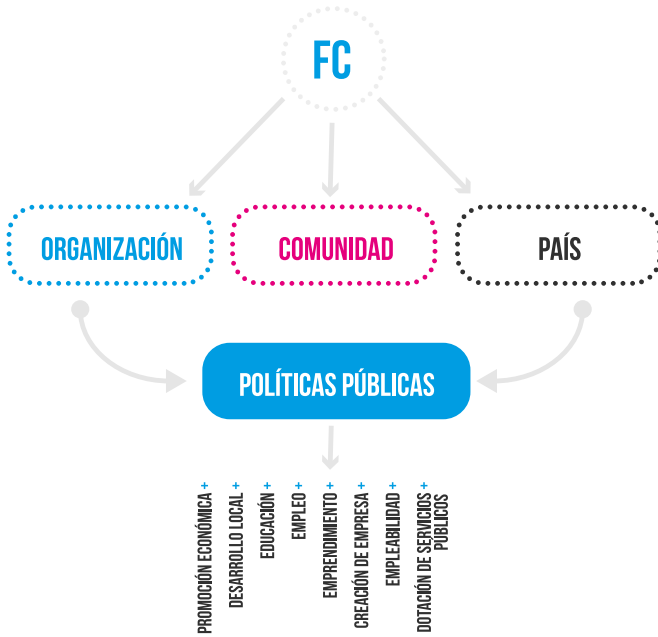 FC
ORGANIZACIÓN
COMUNIDAD
PAÍS
POLÍTICAS PÚBLICAS
PROMOCIÓN ECONÓMICA +
DESARROLLO LOCAL +
EDUCACIÓN +
EMPLEO +
EMPRENDIMIENTO +
CREACIÓN DE EMPRESA +
EMPLEABILIDAD +
DOTACIÓN DE SERVICIOS +
PÚBLICOS